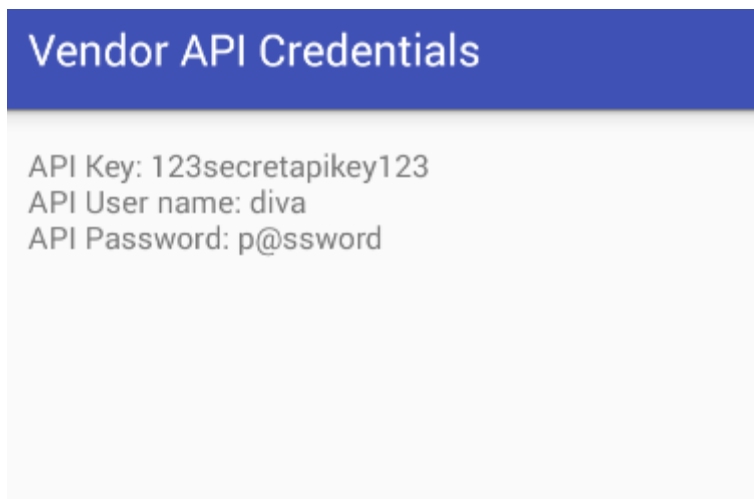 Vendor API Credentials
API Key: 123secretapikey123
API User name: diva
API Password: p@ssword